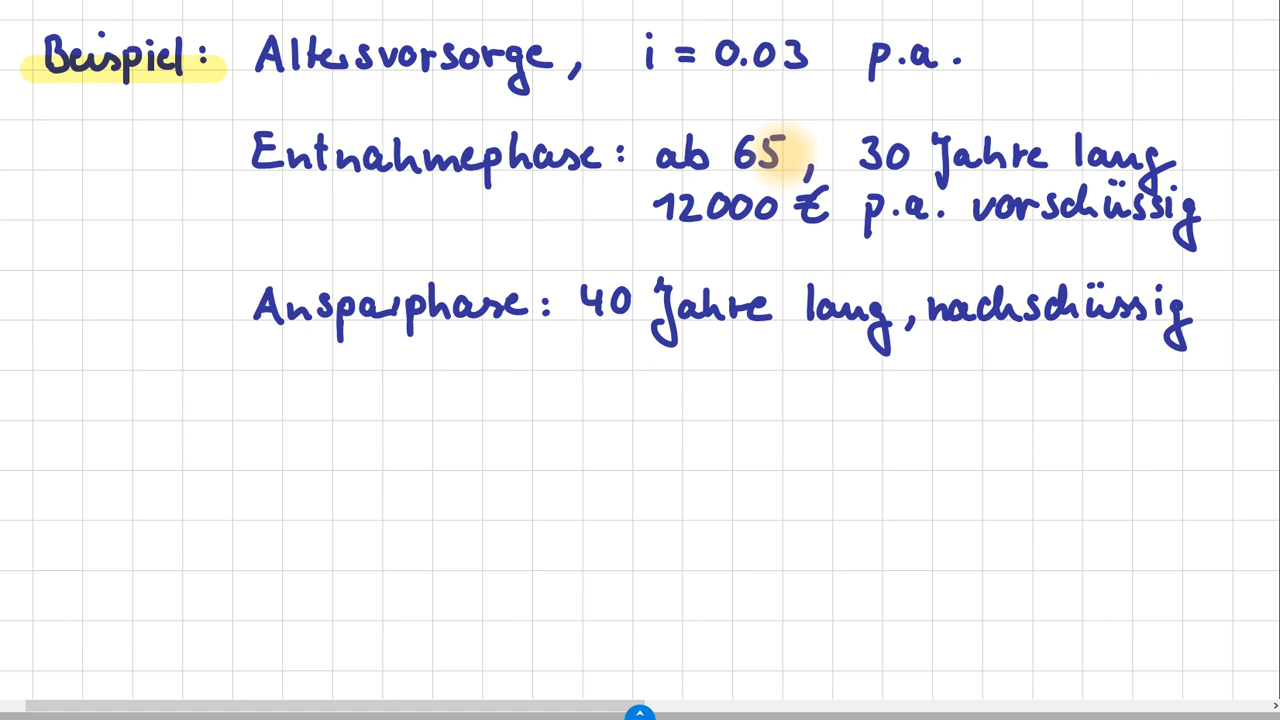 Beispiel: Altersvorsorge, i = 0.03 p.a.
Entnahmephase: ab 65, 30 Jahre lang
12000 € p.a. vorschüssig
Ansparphase: 40 Jahre lang, nachschüssig